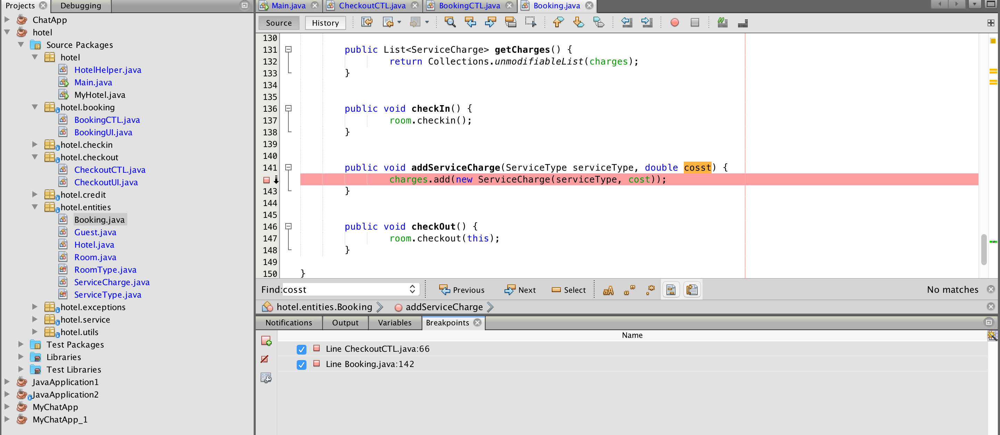 Projects
Debugging
ChatApp
hotel
Source Packages
hotel
HotelHelper.java
Main.java
MyHotel.java
hotel.booking
BookingCTL.java
BookingUI.java
hotel.checkin
hotel.checkout
CheckoutCTL.java
CheckoutUI.java
hotel.credit
hotel.entities
Booking.java
Guest.java
Hotel.java
Room.java
RoomType.java
ServiceCharge.java
ServiceType.java
hotel.exceptions
hotel.service
hotel.utils
Test Packages
Libraries
Test Libraries
JavaApplication1
JavaApplication2
MyChatApp
MyChatApp_1
Main.java CheckoutCTL.java BookingCTL.java Booking.java
Source History
130
131 public List<ServiceCharge> getCharges() {
132 return Collections.unmodifiableList(charges);
133 }
134
135
136 public void checkIn() {
137 room.checkin();
138 }
139
140
141 public void addServiceCharge(ServiceType serviceType, double cosst) {
charges.add(new ServiceCharge(serviceType, cost));
143 }
144
145
146 public void checkOut() {
147 room.checkout(this);
148 }
149
150 }
Find: cosst Previous Next Select aA No matches
hotel.entities.Booking addServiceCharge
Notifications Output Variables Breakpoints
Name
Line CheckoutCTL.java:66
Line Booking.java:142